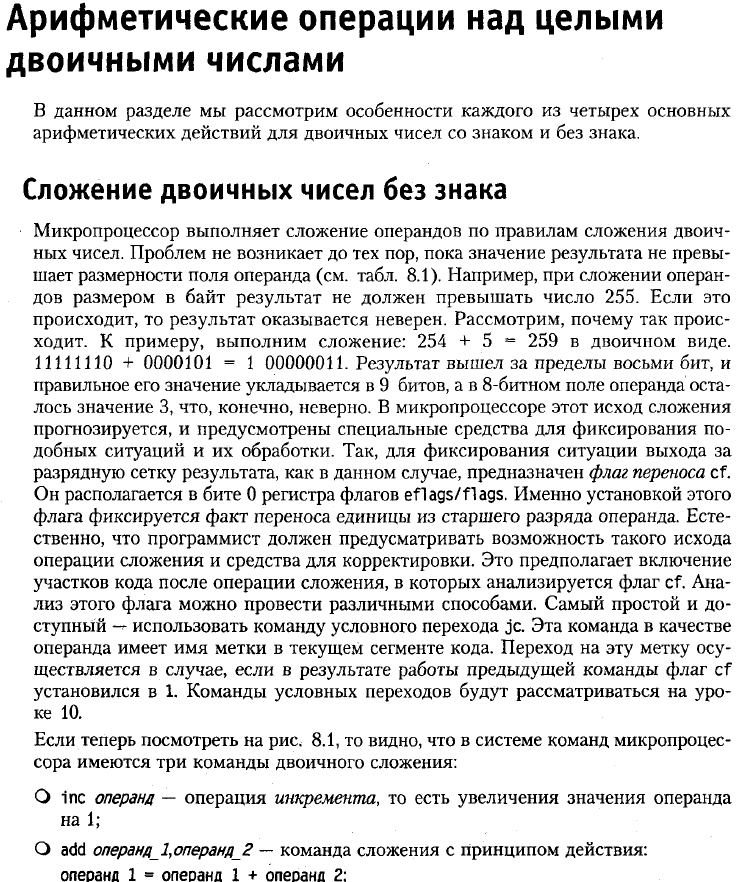 Арифметические операции над целыми
двоичными числами
В данном разделе мы рассмотрим особенности каждого из четырех основных
арифметических действий для двоичных чисел со знаком и без знака.
Сложение двоичных чисел без знака
Микропроцессор выполняет сложение операндов по правилам сложения двоич-
ных чисел. Проблем не возникает до тех пор, пока значение результата не превы-
шает размерности поля операнда (см. табл. 8.1). Например, при сложении операн-
дов размером в байт результат не должен превышать число 255. Если это
происходит, то результат оказывается неверен. Рассмотрим, почему так проис-
ходит. К примеру, выполним сложение: 254 + 5 = 259 в двоичном виде.
11111110 + 0000101 = 1 00000011. Результат вышел за пределы восьми бит, и
правильное его значение укладывается в 9 битов, а в 8-битном поле операнда оста-
лось значение 3, что, конечно, неверно. В микропроцессоре этот исход сложения
прогнозируется, и предусмотрены специальные средства для фиксирования по-
добных ситуаций и их обработки. Так, для фиксирования ситуации выхода за
разрядную сетку результата, как в данном случае, предназначен флаг переноса cf.
Он располагается в бите 0 регистра флагов eflags/flags. Именно установкой этого
флага фиксируется факт переноса единицы из старшего разряда операнда. Есте-
ственно, что программист должен предусматривать возможность такого исхода
операции сложения и средства для корректировки. Это предполагает включение
участков кода после операции сложения, в которых анализируется флаг cf. Ана-
лиз этого флага можно провести различными способами. Самый простой и до-
ступный — использовать команду условного перехода jc. Эта команда в качестве
операнда имеет имя метки в текущем сегменте кода. Переход на эту метку осу-
ществляется в случае, если в результате работы предыдущей команды флаг cf
установился в 1. Команды условных переходов будут рассматриваться на уро-
ке 10.
Если теперь посмотреть на рис. 8.1, то видно, что в системе команд микропроцес-
сора имеются три команды двоичного сложения:
○ inc операнд — операция инкремента, то есть увеличения значения операнда
на 1;
○ add операнд_1,операнд_2 — команда сложения с принципом действия:
операнд_1 = операнд_1 + операнд_2;